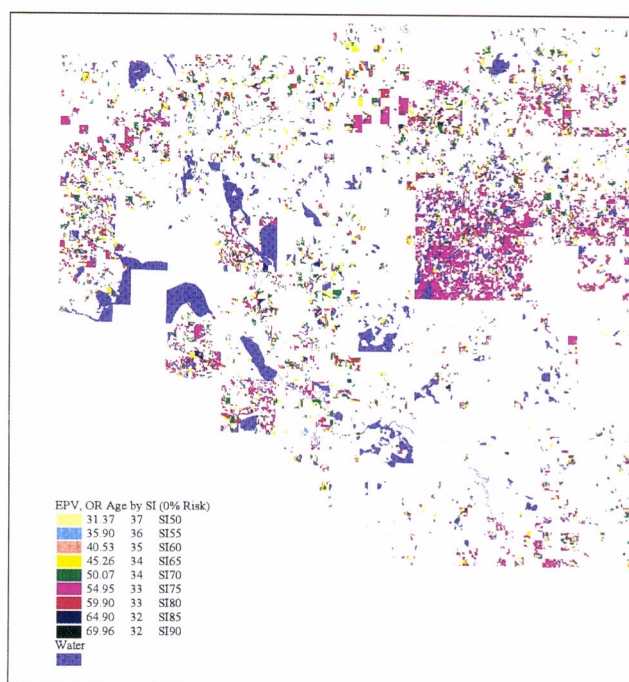 EPV, OR Age by SI (0% Risk)
31.37 37 SI50
35.90 36 SI55
40.53 35 SI60
45.26 34 SI65
50.07 34 SI70
54.95 33 SI75
59.90 33 SI80
64.90 32 SI85
69.96 32 SI90
Water